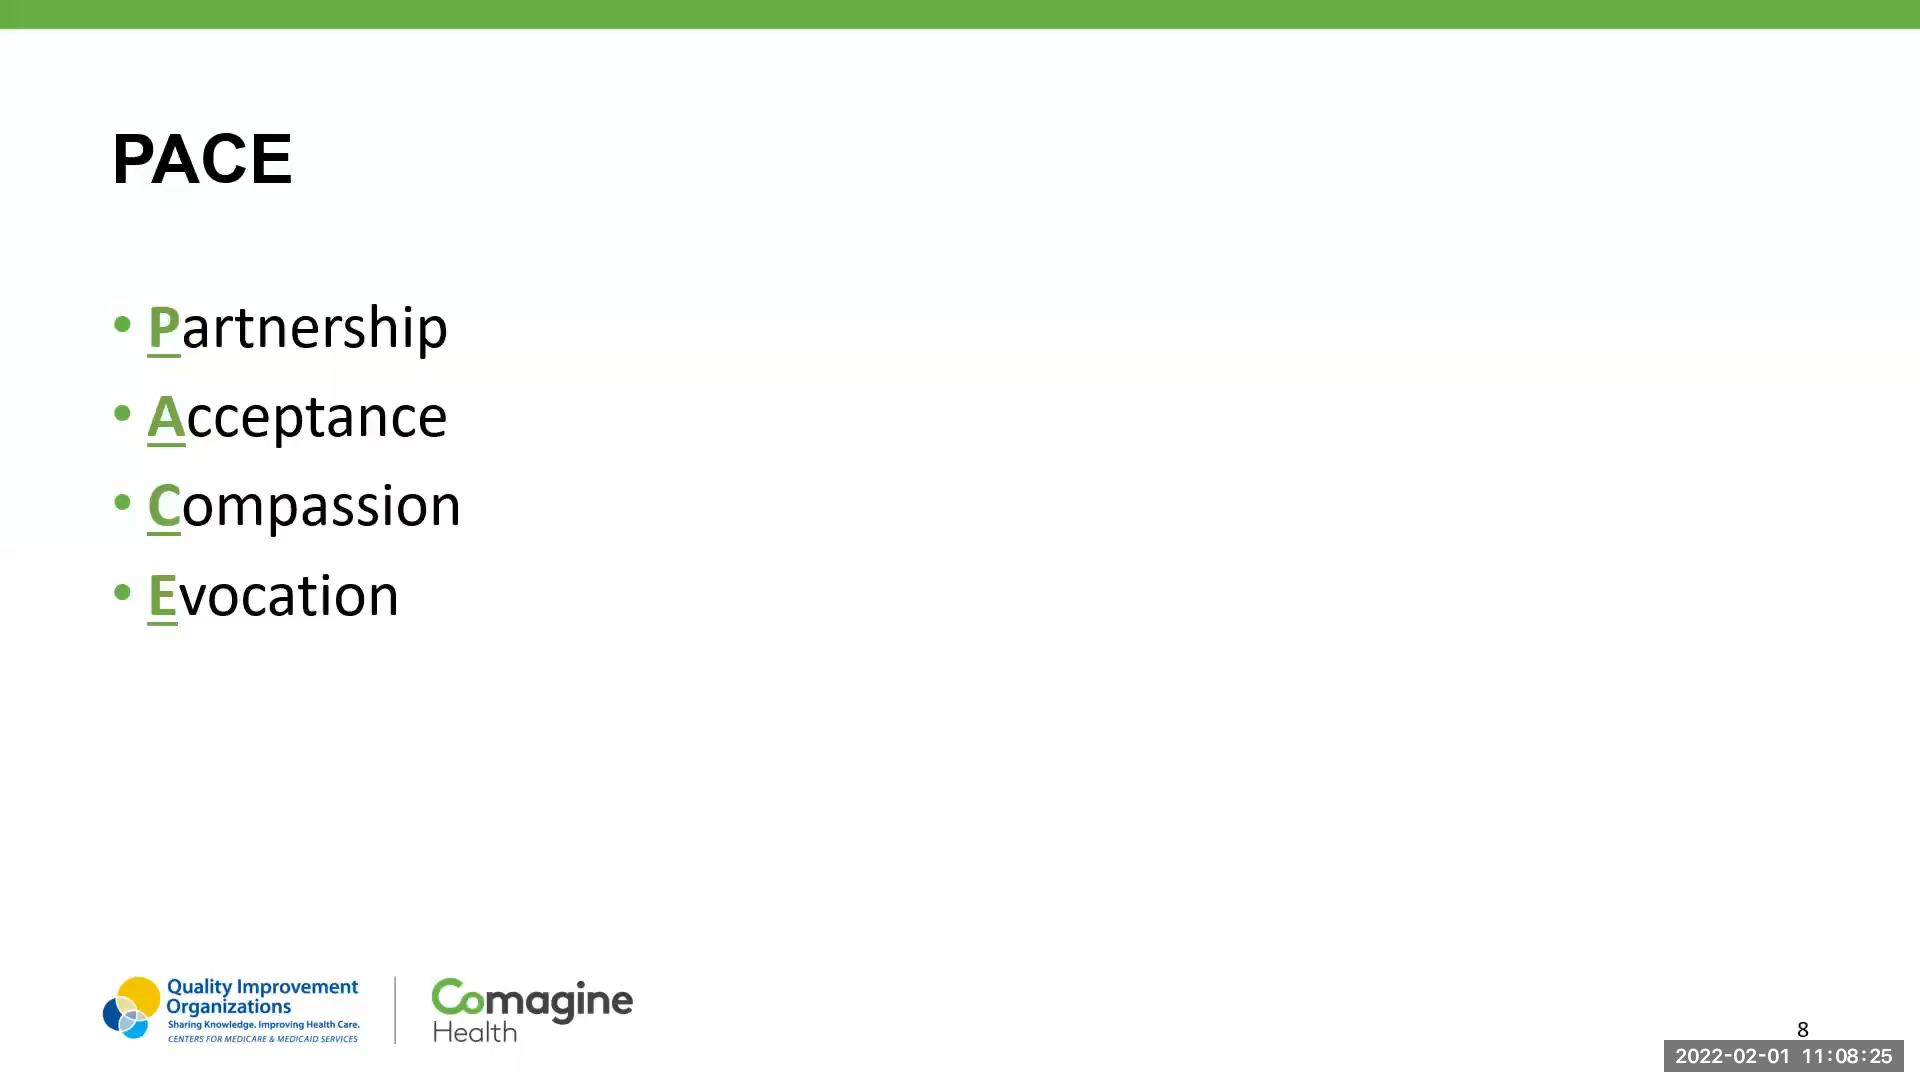 PACE
• Partnership
• Acceptance
• Compassion
• Evocation
Quality Improvement
Organizations
Sharing Knowledge. Improving Health Care.
CENTERS FOR MEDICARE & MEDICAID SERVICES
Comagine
Health
8
2022-02-01 11:08:25